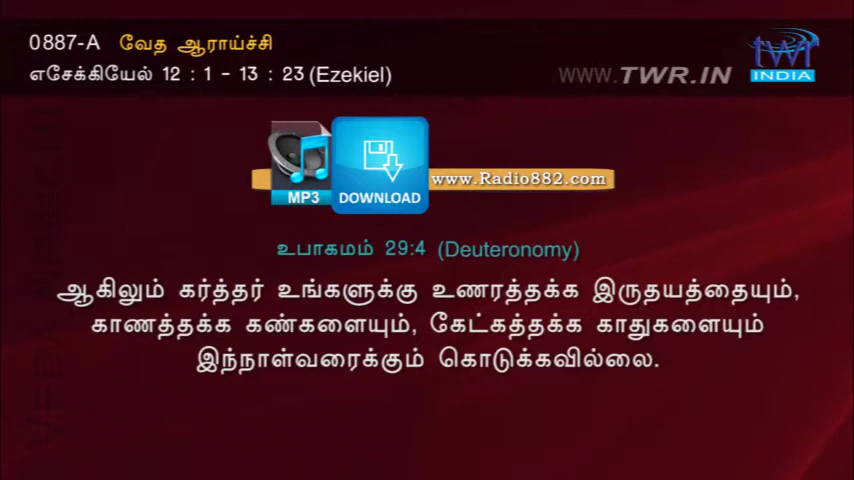 0887-A வேத ஆராய்ச்சி
எசேக்கியேல் 12 : 1 - 13 : 23 (Ezekiel)
WWW.TWR.IN
twr
INDIA
MP3
DOWNLOAD
www.Radio882.com
உபாகமம் 29:4 (Deuteronomy)
ஆகிலும் கர்த்தர் உங்களுக்கு உணரத்தக்க இருதயத்தையும்,
காணத்தக்க கண்களையும், கேட்கத்தக்க காதுகளையும்
இந்நாள்வரைக்கும் கொடுக்கவில்லை.